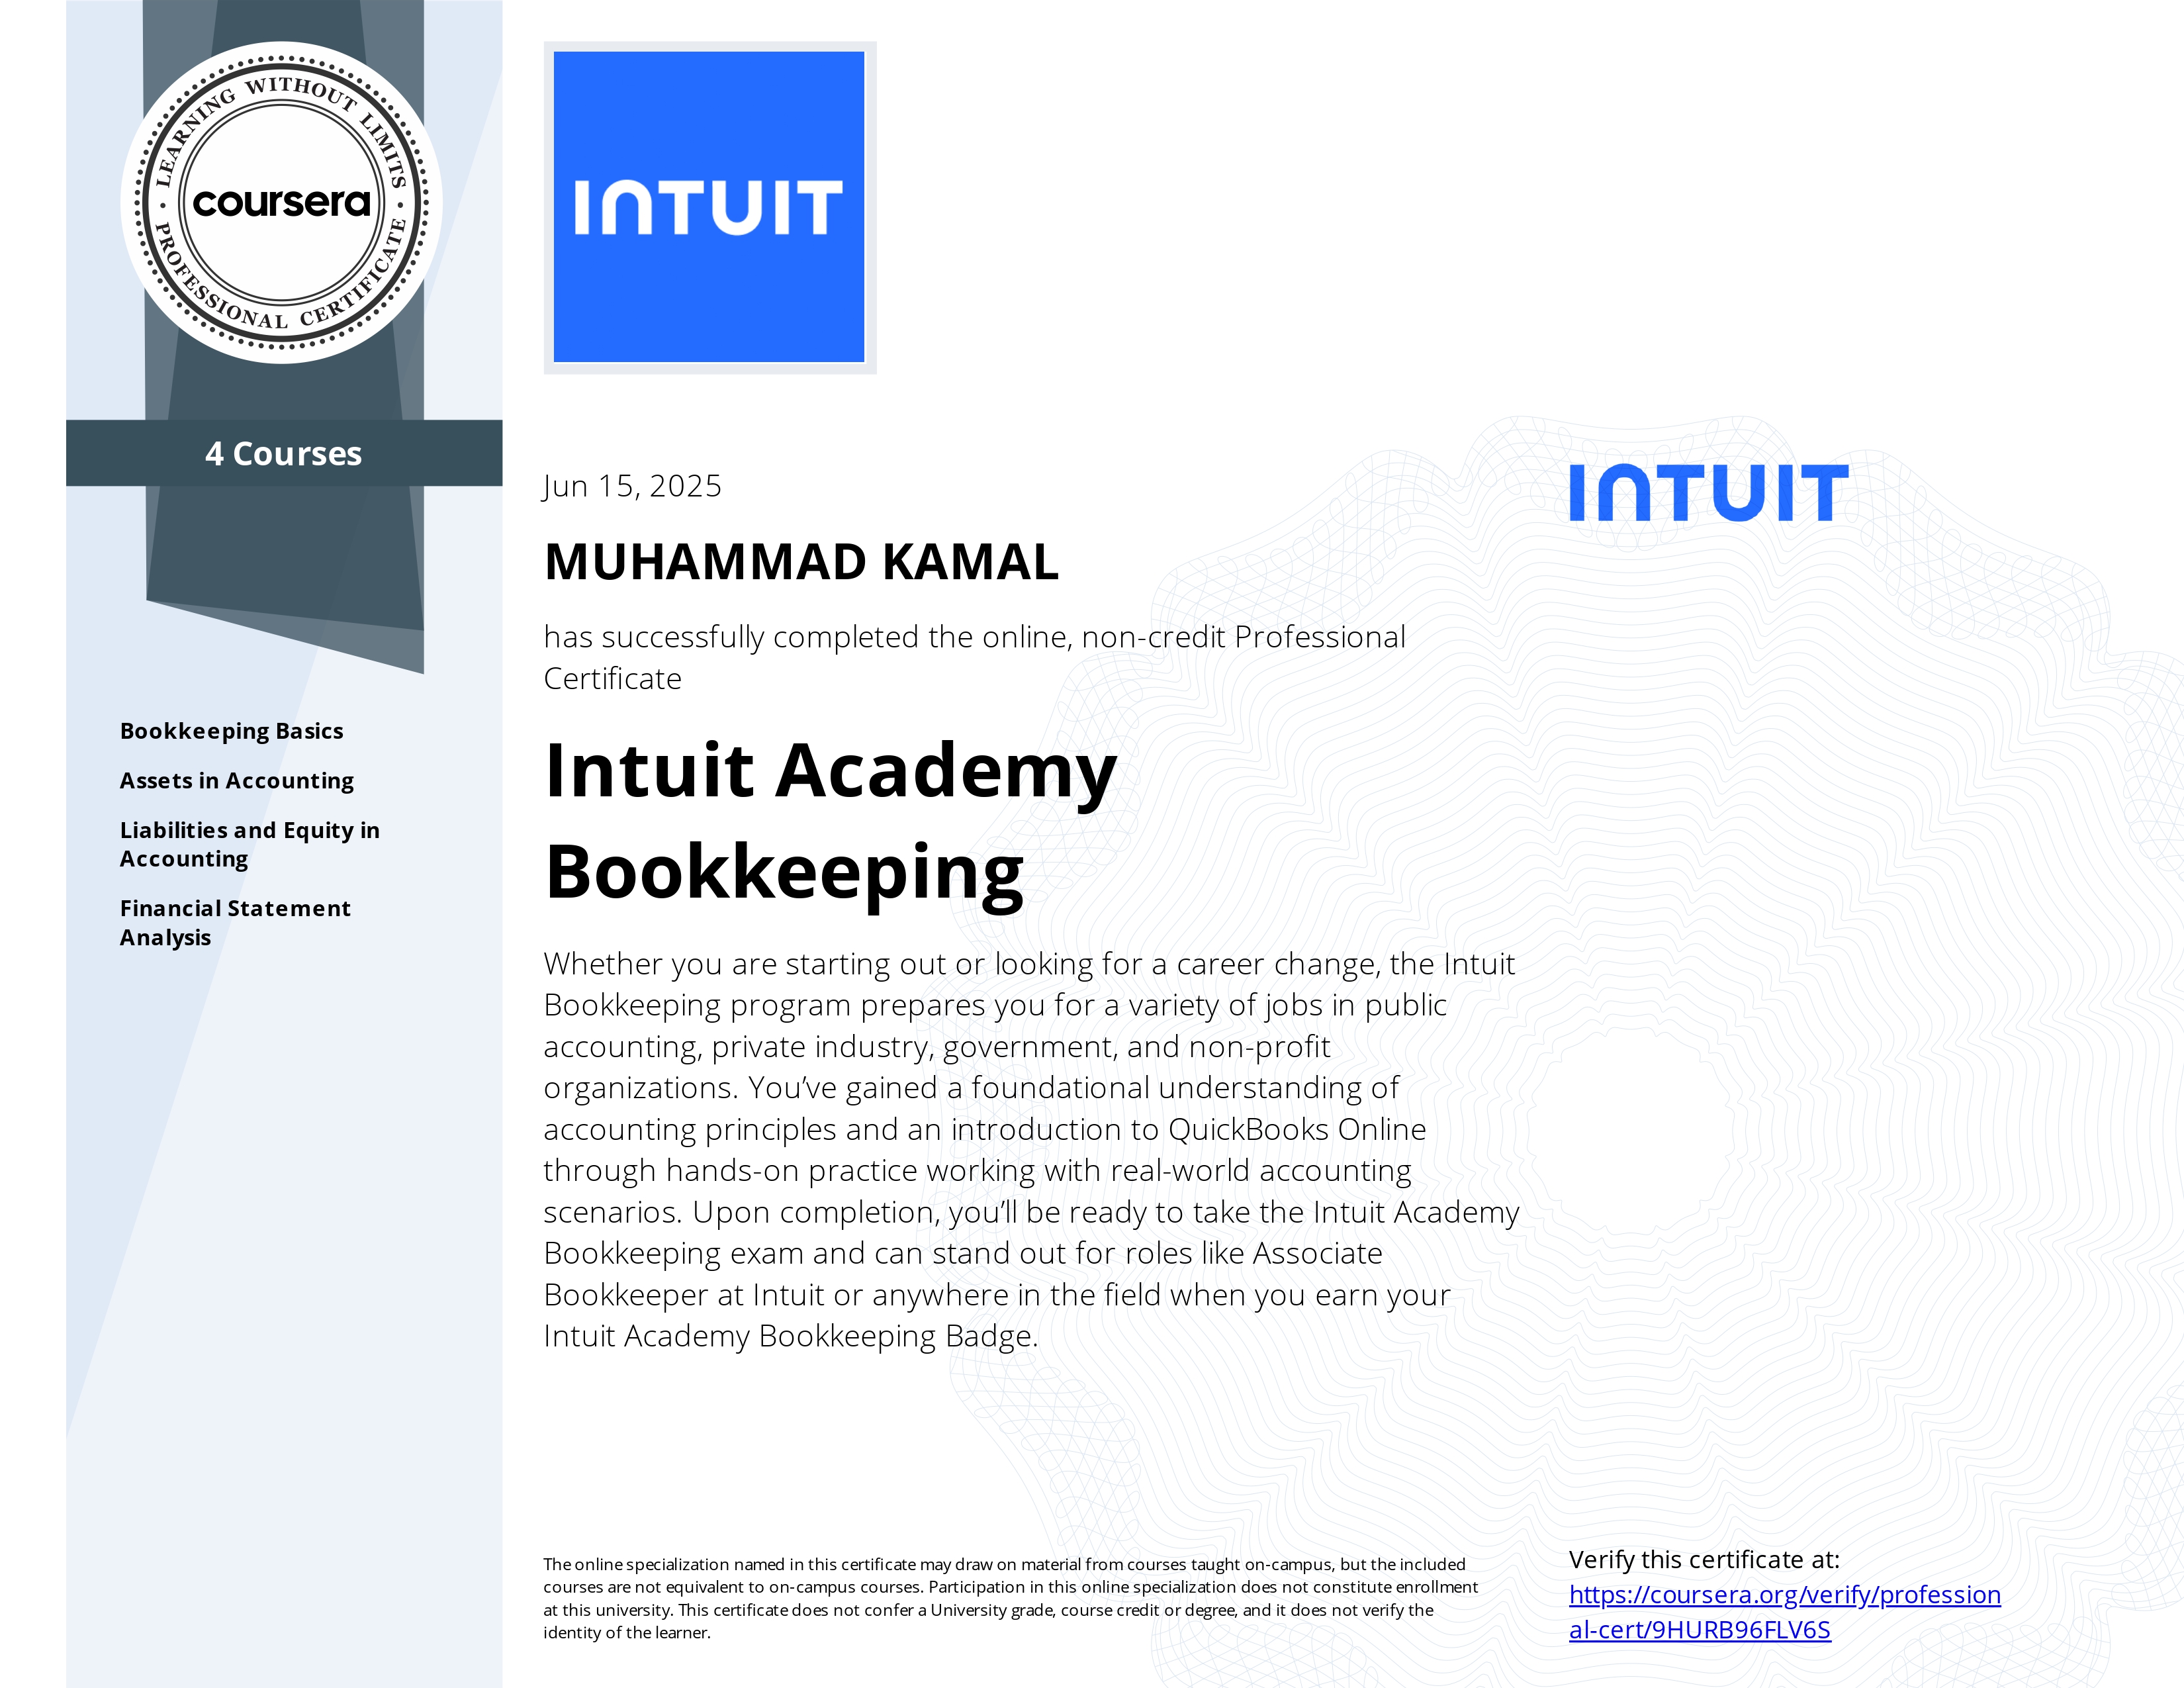 LEARNING WITHOUT LIMITS
coursera
PROFESSIONAL CERTIFICATE
4 Courses
Bookkeeping Basics
Assets in Accounting
Liabilities and Equity in
Accounting
Financial Statement
Analysis
INTUIT
INTUIT
Jun 15, 2025
MUHAMMAD KAMAL
has successfully completed the online, non-credit Professional
Certificate
Intuit Academy
Bookkeeping
Whether you are starting out or looking for a career change, the Intuit
Bookkeeping program prepares you for a variety of jobs in public
accounting, private industry, government, and non-profit
organizations. You’ve gained a foundational understanding of
accounting principles and an introduction to QuickBooks Online
through hands-on practice working with real-world accounting
scenarios. Upon completion, you’ll be ready to take the Intuit Academy
Bookkeeping exam and can stand out for roles like Associate
Bookkeeper at Intuit or anywhere in the field when you earn your
Intuit Academy Bookkeeping Badge.
The online specialization named in this certificate may draw on material from courses taught on-campus, but the included
courses are not equivalent to on-campus courses. Participation in this online specialization does not constitute enrollment
at this university. This certificate does not confer a University grade, course credit or degree, and it does not verify the
identity of the learner.
Verify this certificate at:
https://coursera.org/verify/profession
al-cert/9HURB96FLV6S